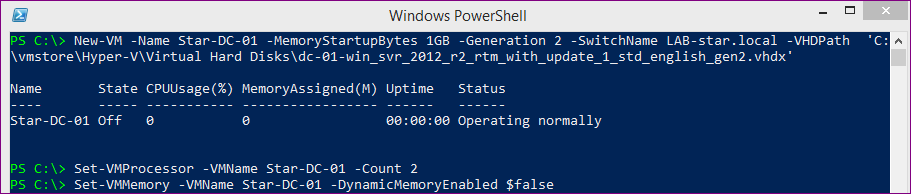 Windows PowerShell
PS C:\> New-VM -Name Star-DC-01 -MemoryStartupBytes 1GB -Generation 2 -SwitchName LAB-star.local -VHDPath  'C:
\vmstore\Hyper-V\Virtual Hard Disks\dc-01-win_svr_2012_r2_rtm_with_update_1_std_english_gen2.vhdx'
Name       State CPUUsage(%) MemoryAssigned(M) Uptime   Status
----       ----- ----------- ----------------- ------   ------
Star-DC-01 Off   0           0                 00:00:00 Operating normally
PS C:\> Set-VMProcessor -VMName Star-DC-01 -Count 2
PS C:\> Set-VMMemory -VMName Star-DC-01 -DynamicMemoryEnabled $false